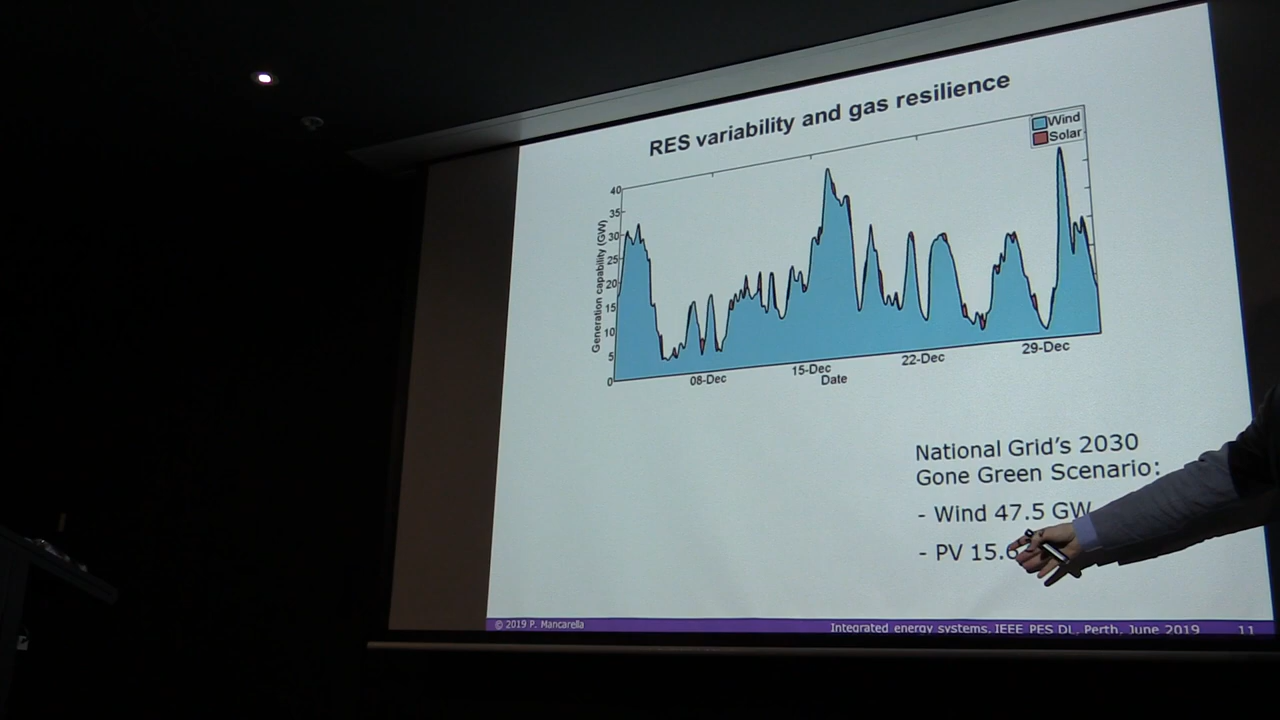 RES variability and gas resilience
Wind
Solar
40
35
30
25
20
15
10
5
0
Generation capability (GW)
08-Dec
15-Dec
22-Dec
29-Dec
Date
National Grid's 2030
Gone Green Scenario:
- Wind 47.5 GW
- PV 15.6
© 2019 P. Mancarella
Integrated energy systems, IEEE PES DL, Perth, June 2019
11